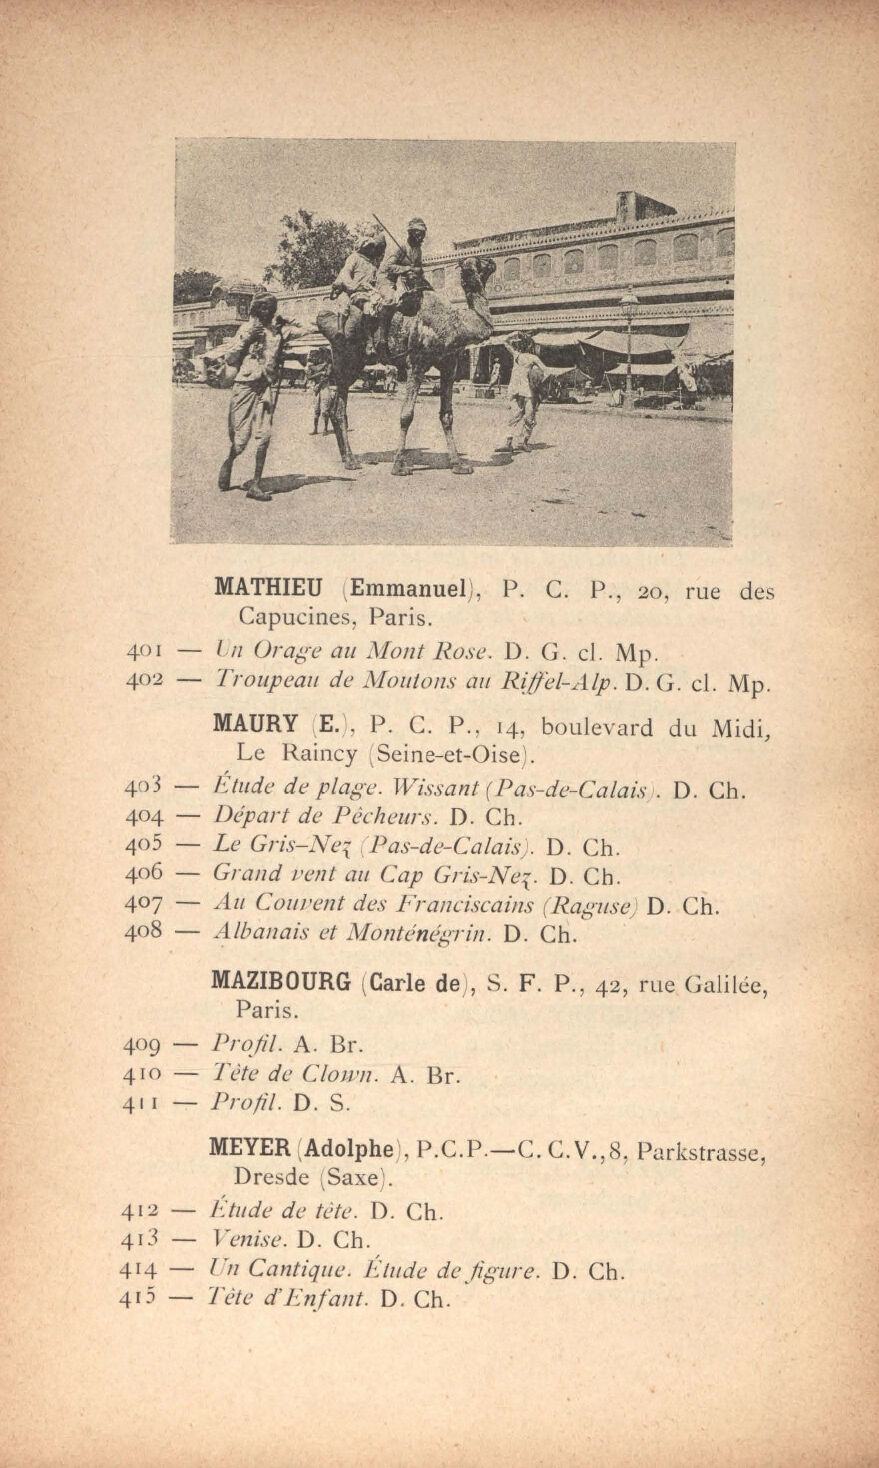 MATHIEU (Emmanuel), P. C. P., 20, rue des
Capucines, Paris.
401 — Un Orage au Mont Rose. D. G. cl. Mp.
402 — Troupeau de Moutons au Riffel-Alp. D. G. cl. Mp.
MAURY (E.), P. C. P., 14, boulevard du Midi,
Le Raincy (Seine-et-Oise).
403 — Étude de plage. Wissant (Pas-de-Calais). D. Ch.
404 — Départ de Pêcheurs. D. Ch.
405 — Le Gris-Nez (Pas-de-Calais). D. Ch.
406 — Grand vent au Cap Gris-Nez. D. Ch.
407 — Au Couvent des Franciscains (Raguse) D. Ch.
408 — Albanais et Monténégrin. D. Ch.
MAZIBOURG (Carle de), S. F. P., 42, rue Galilée,
Paris.
409 — Profil. A. Br.
410 — Tête de Clown. A. Br.
411 — Profil. D. S.
MEYER (Adolphe), P.C.P.—C.C.V., 8, Parkstrasse,
Dresde (Saxe).
412 — Étude de tête. D. Ch.
413 — Venise. D. Ch.
414 — Un Cantique. Étude de figure. D. Ch.
415 — Tête d'Enfant. D. Ch.